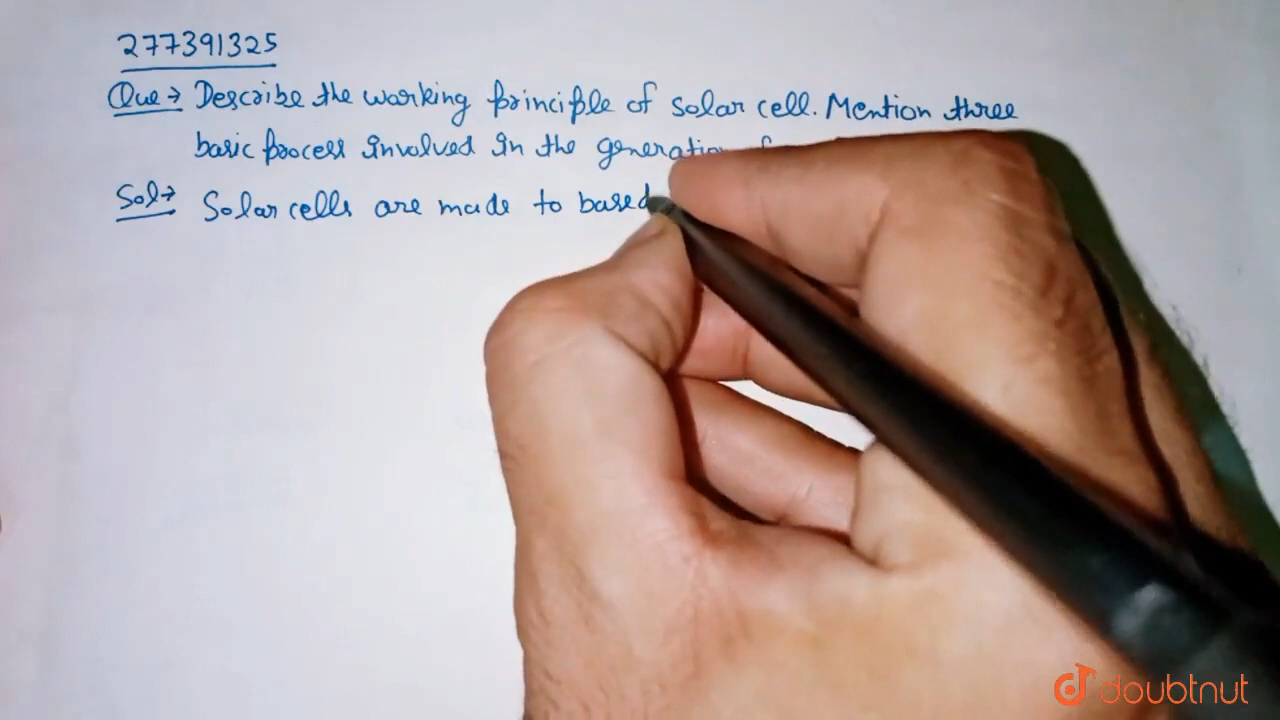 277391325
Que → Describe the working principle of solar cell. Mention three
basic process involved in the
Sol → Solar cells are made to based
doubtnut